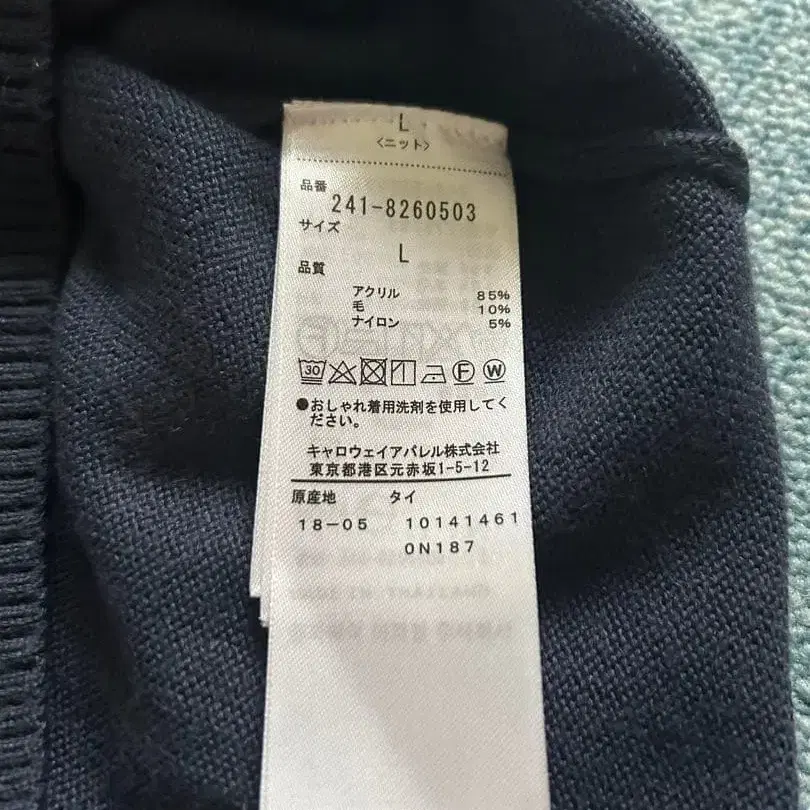 L
〈ニット〉
品番
241-8260503
サイズ
L
品質
アクリル 85%
毛 10%
ナイロン 5%
30 F W
●おしゃれ着用洗剤を使用してく
ださい。
キャロウェイアパレル株式会社
東京都港区元赤坂1-5-12
原産地 タイ
18-05 10141461
0N187